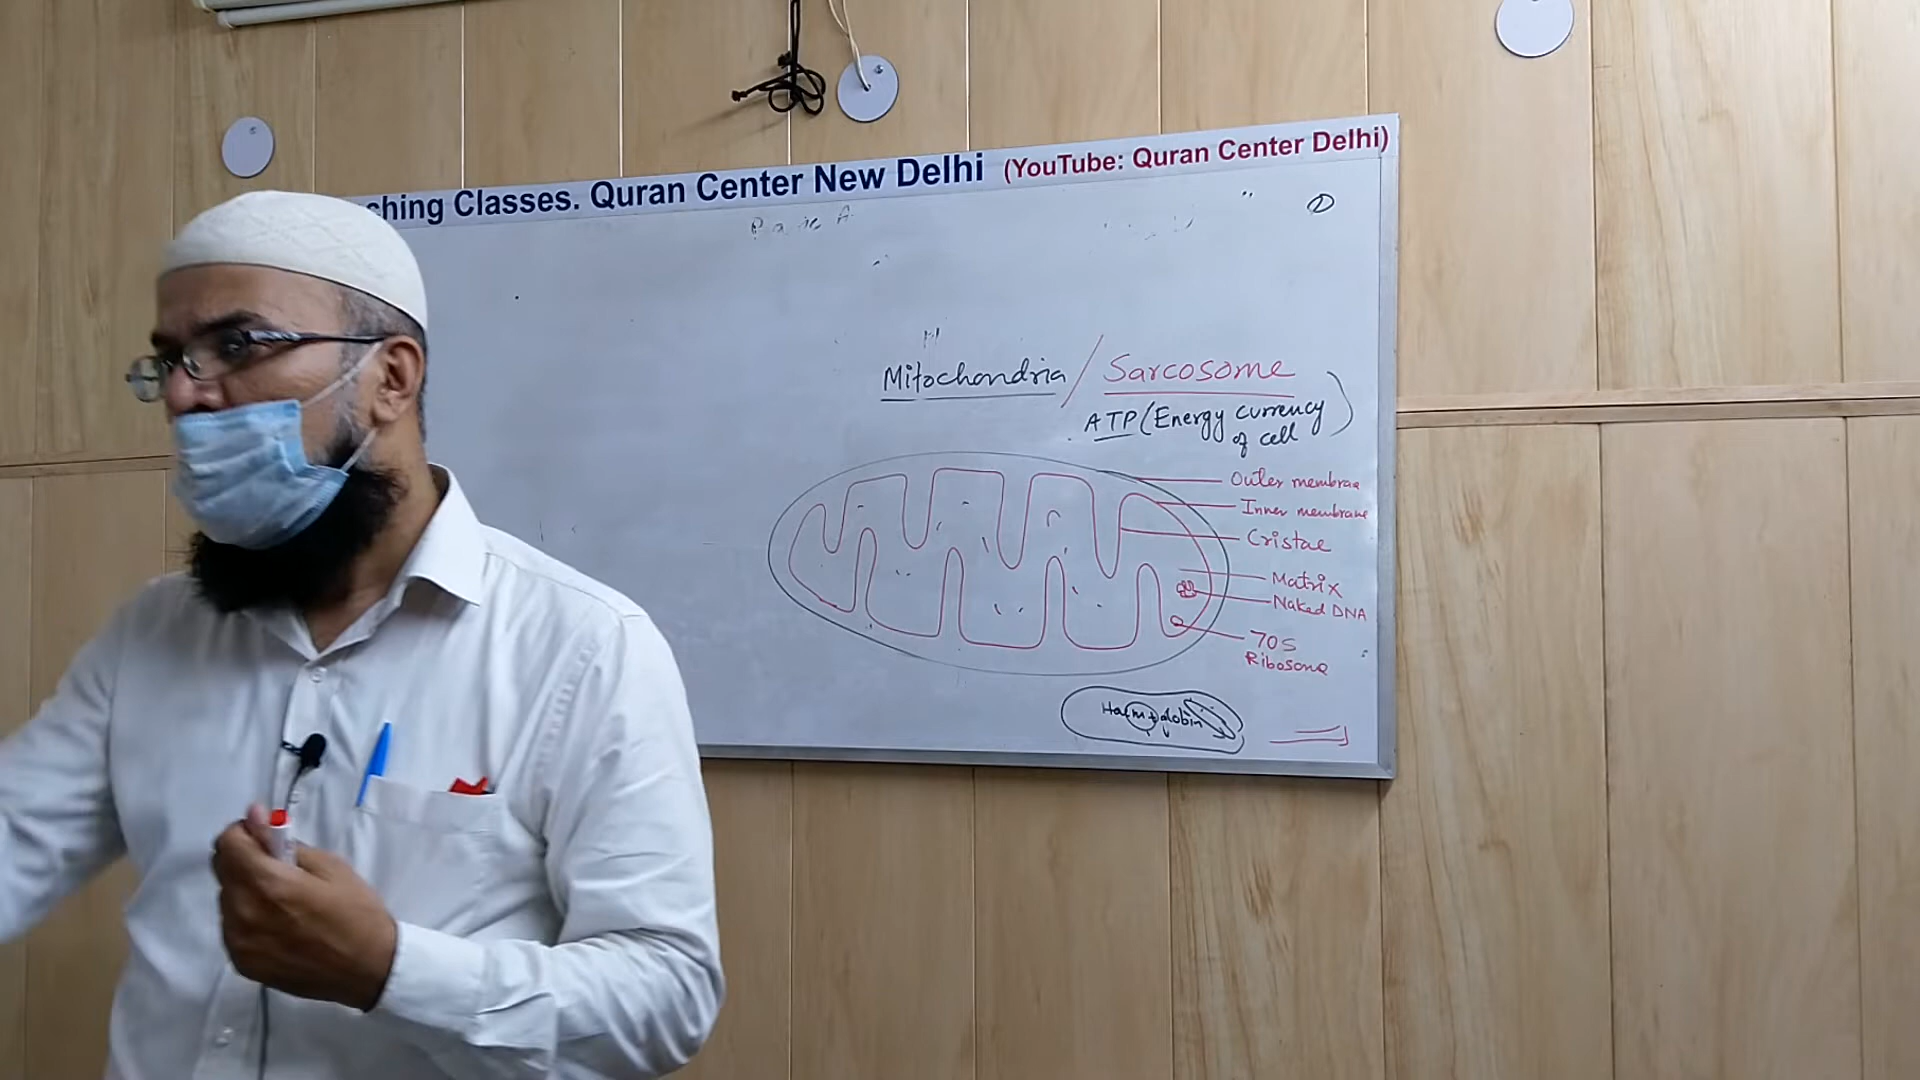 ching Classes. Quran Center New Delhi (YouTube: Quran Center Delhi)
Mitochondria / Sarcosome
ATP (Energy currency
of cell
Outer membrae
Inner membrane
Cristae
Matrix
Naked DNA
70S
Ribosome